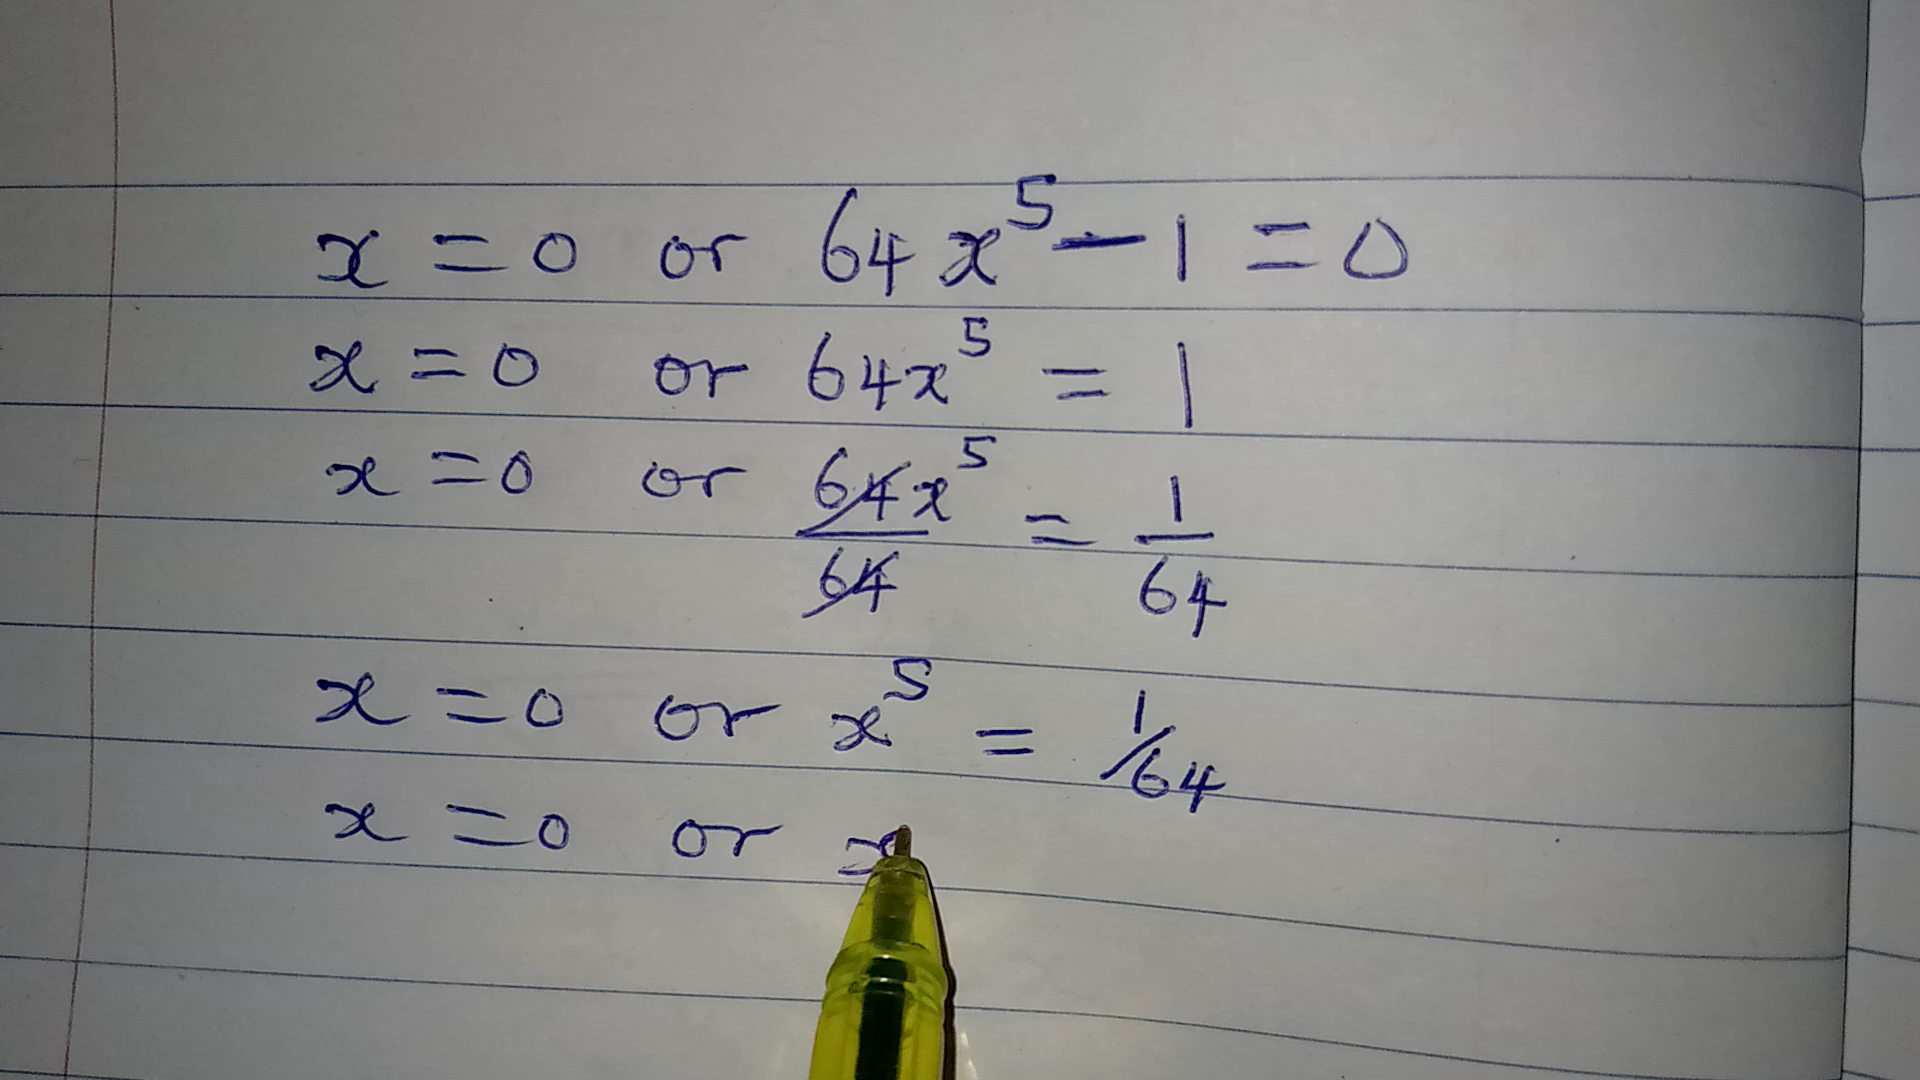 x = 0 or 64x⁵ − 1 = 0
x = 0 or 64x⁵ = 1
x = 0 or 64x⁵/64 = 1/64
x = 0 or x⁵ = 1/64
x = 0 or x